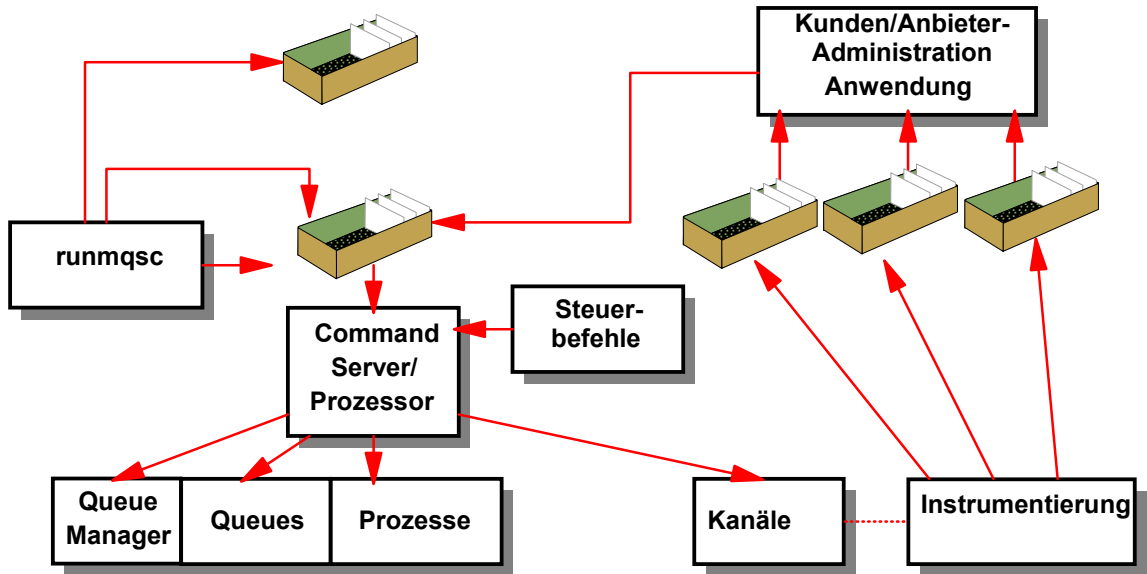 Kunden/Anbieter-
Administration
Anwendung
runmqsc
Command
Server/
Prozessor
Steuer-
befehle
Queue
Manager
Queues
Prozesse
Kanäle
Instrumentierung